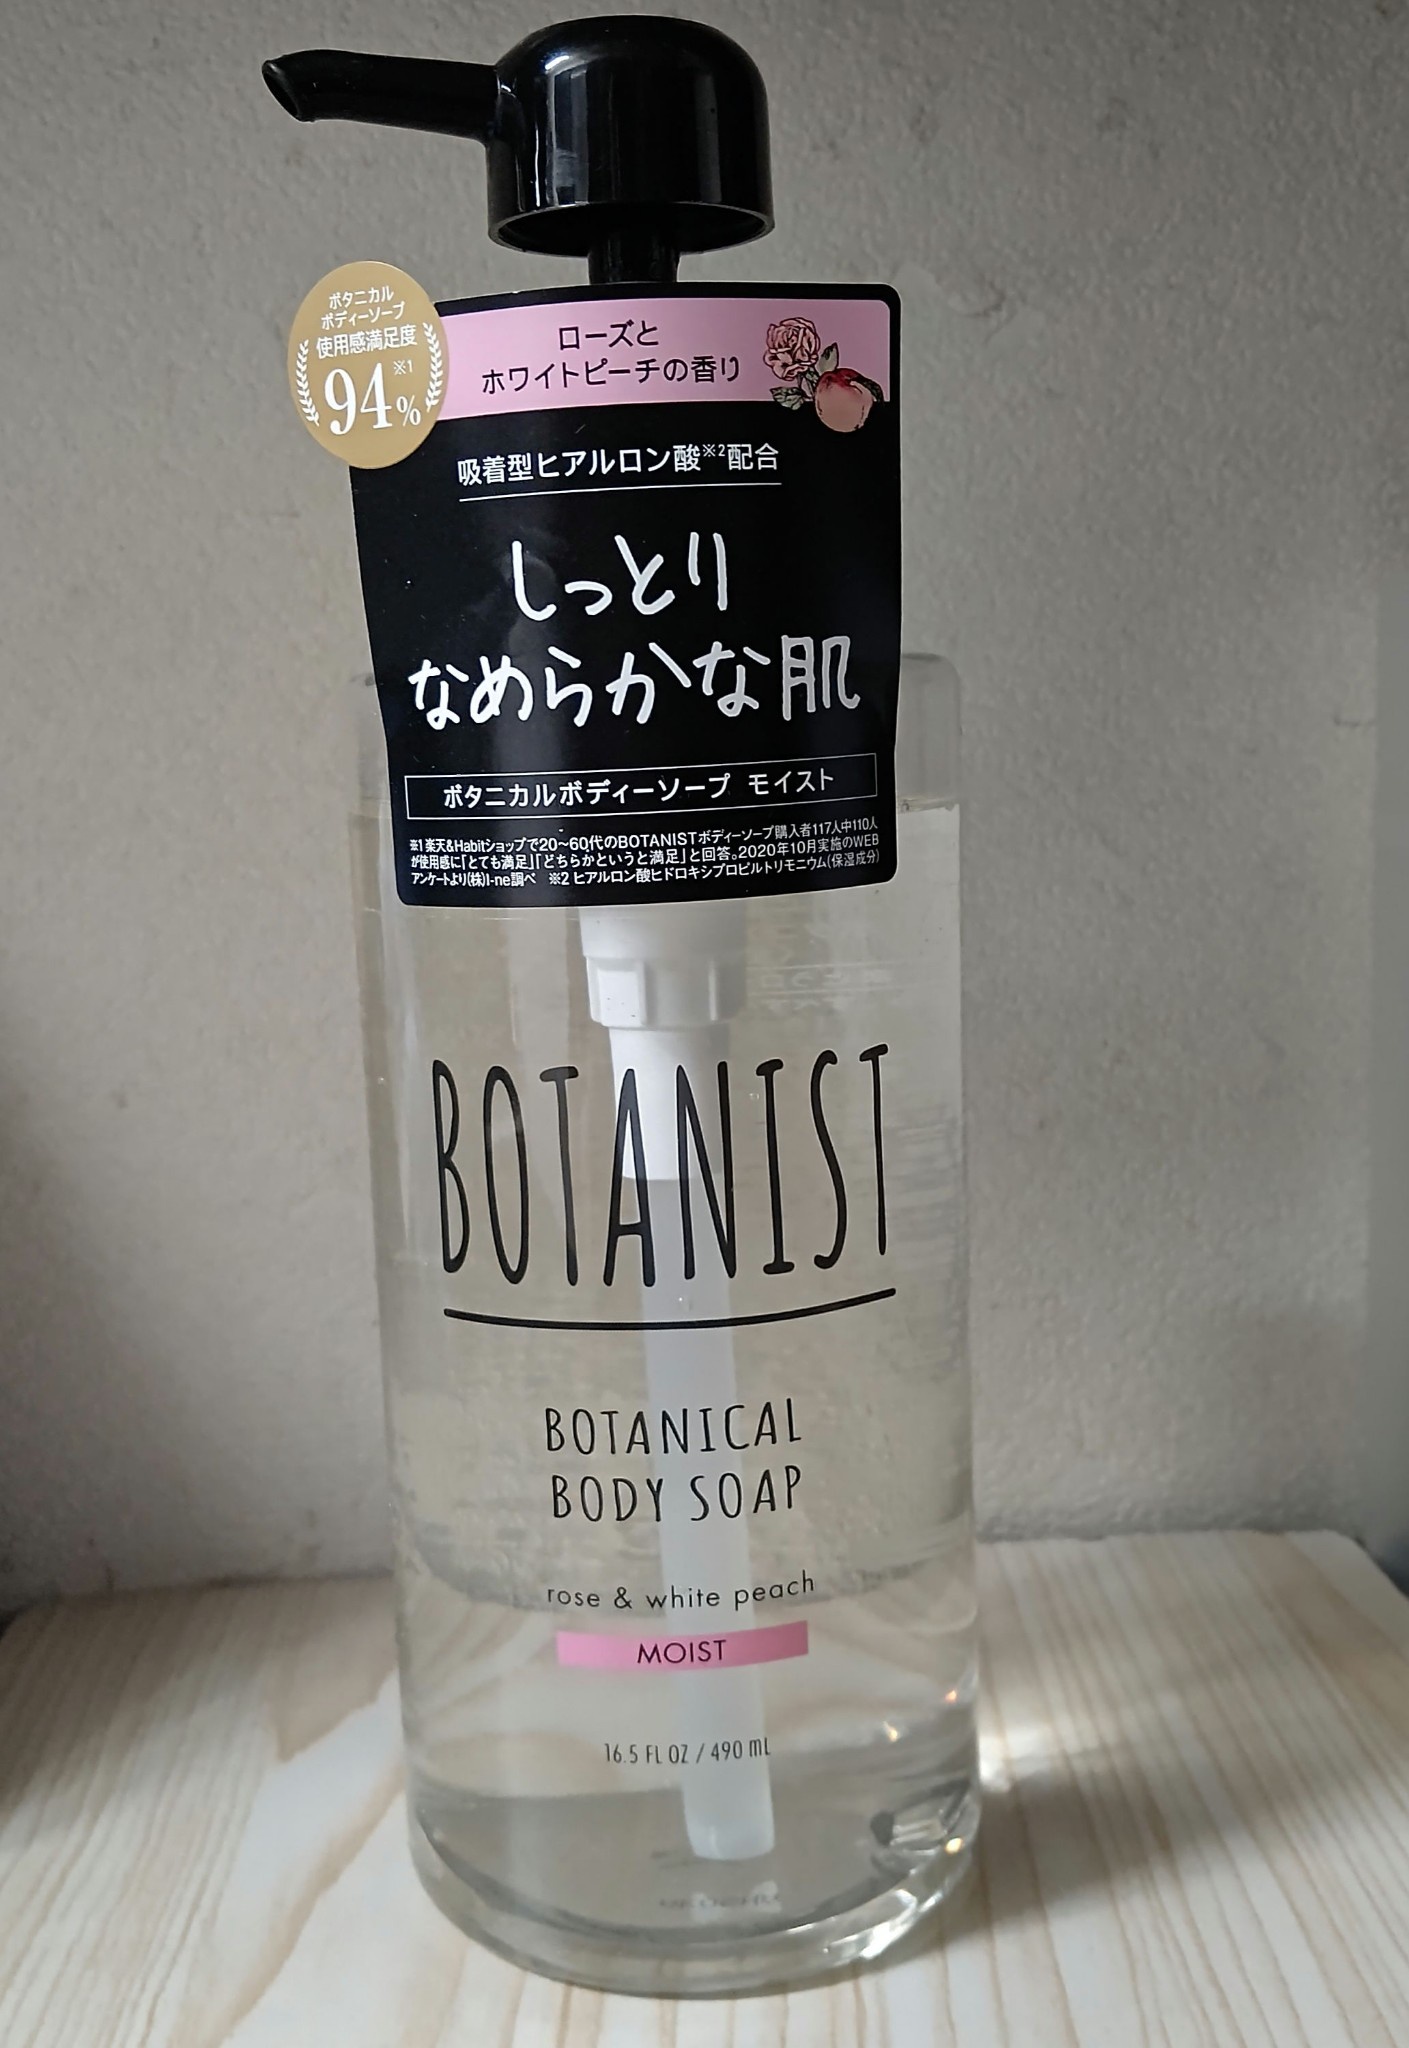 ボタニカル
ボディーソープ
使用感満足度
94%※1
ローズと
ホワイトピーチの香り
吸着型ヒアルロン酸※2配合
しっとり
なめらかな肌
ボタニカルボディーソープ モイスト
※1 楽天&Habitショップで20～60代のBOTANISTボディーソープ購入者117人中110人
が使用感に「とても満足」「どちらかというと満足」と回答。2020年10月実施のWEB
アンケートより(株)I-ne調べ ※2 ヒアルロン酸ヒドロキシプロピルトリモニウム(保湿成分)
BOTANIST
BOTANICAL
BODY SOAP
rose & white peach
MOIST
16.5 FL OZ / 490 mL